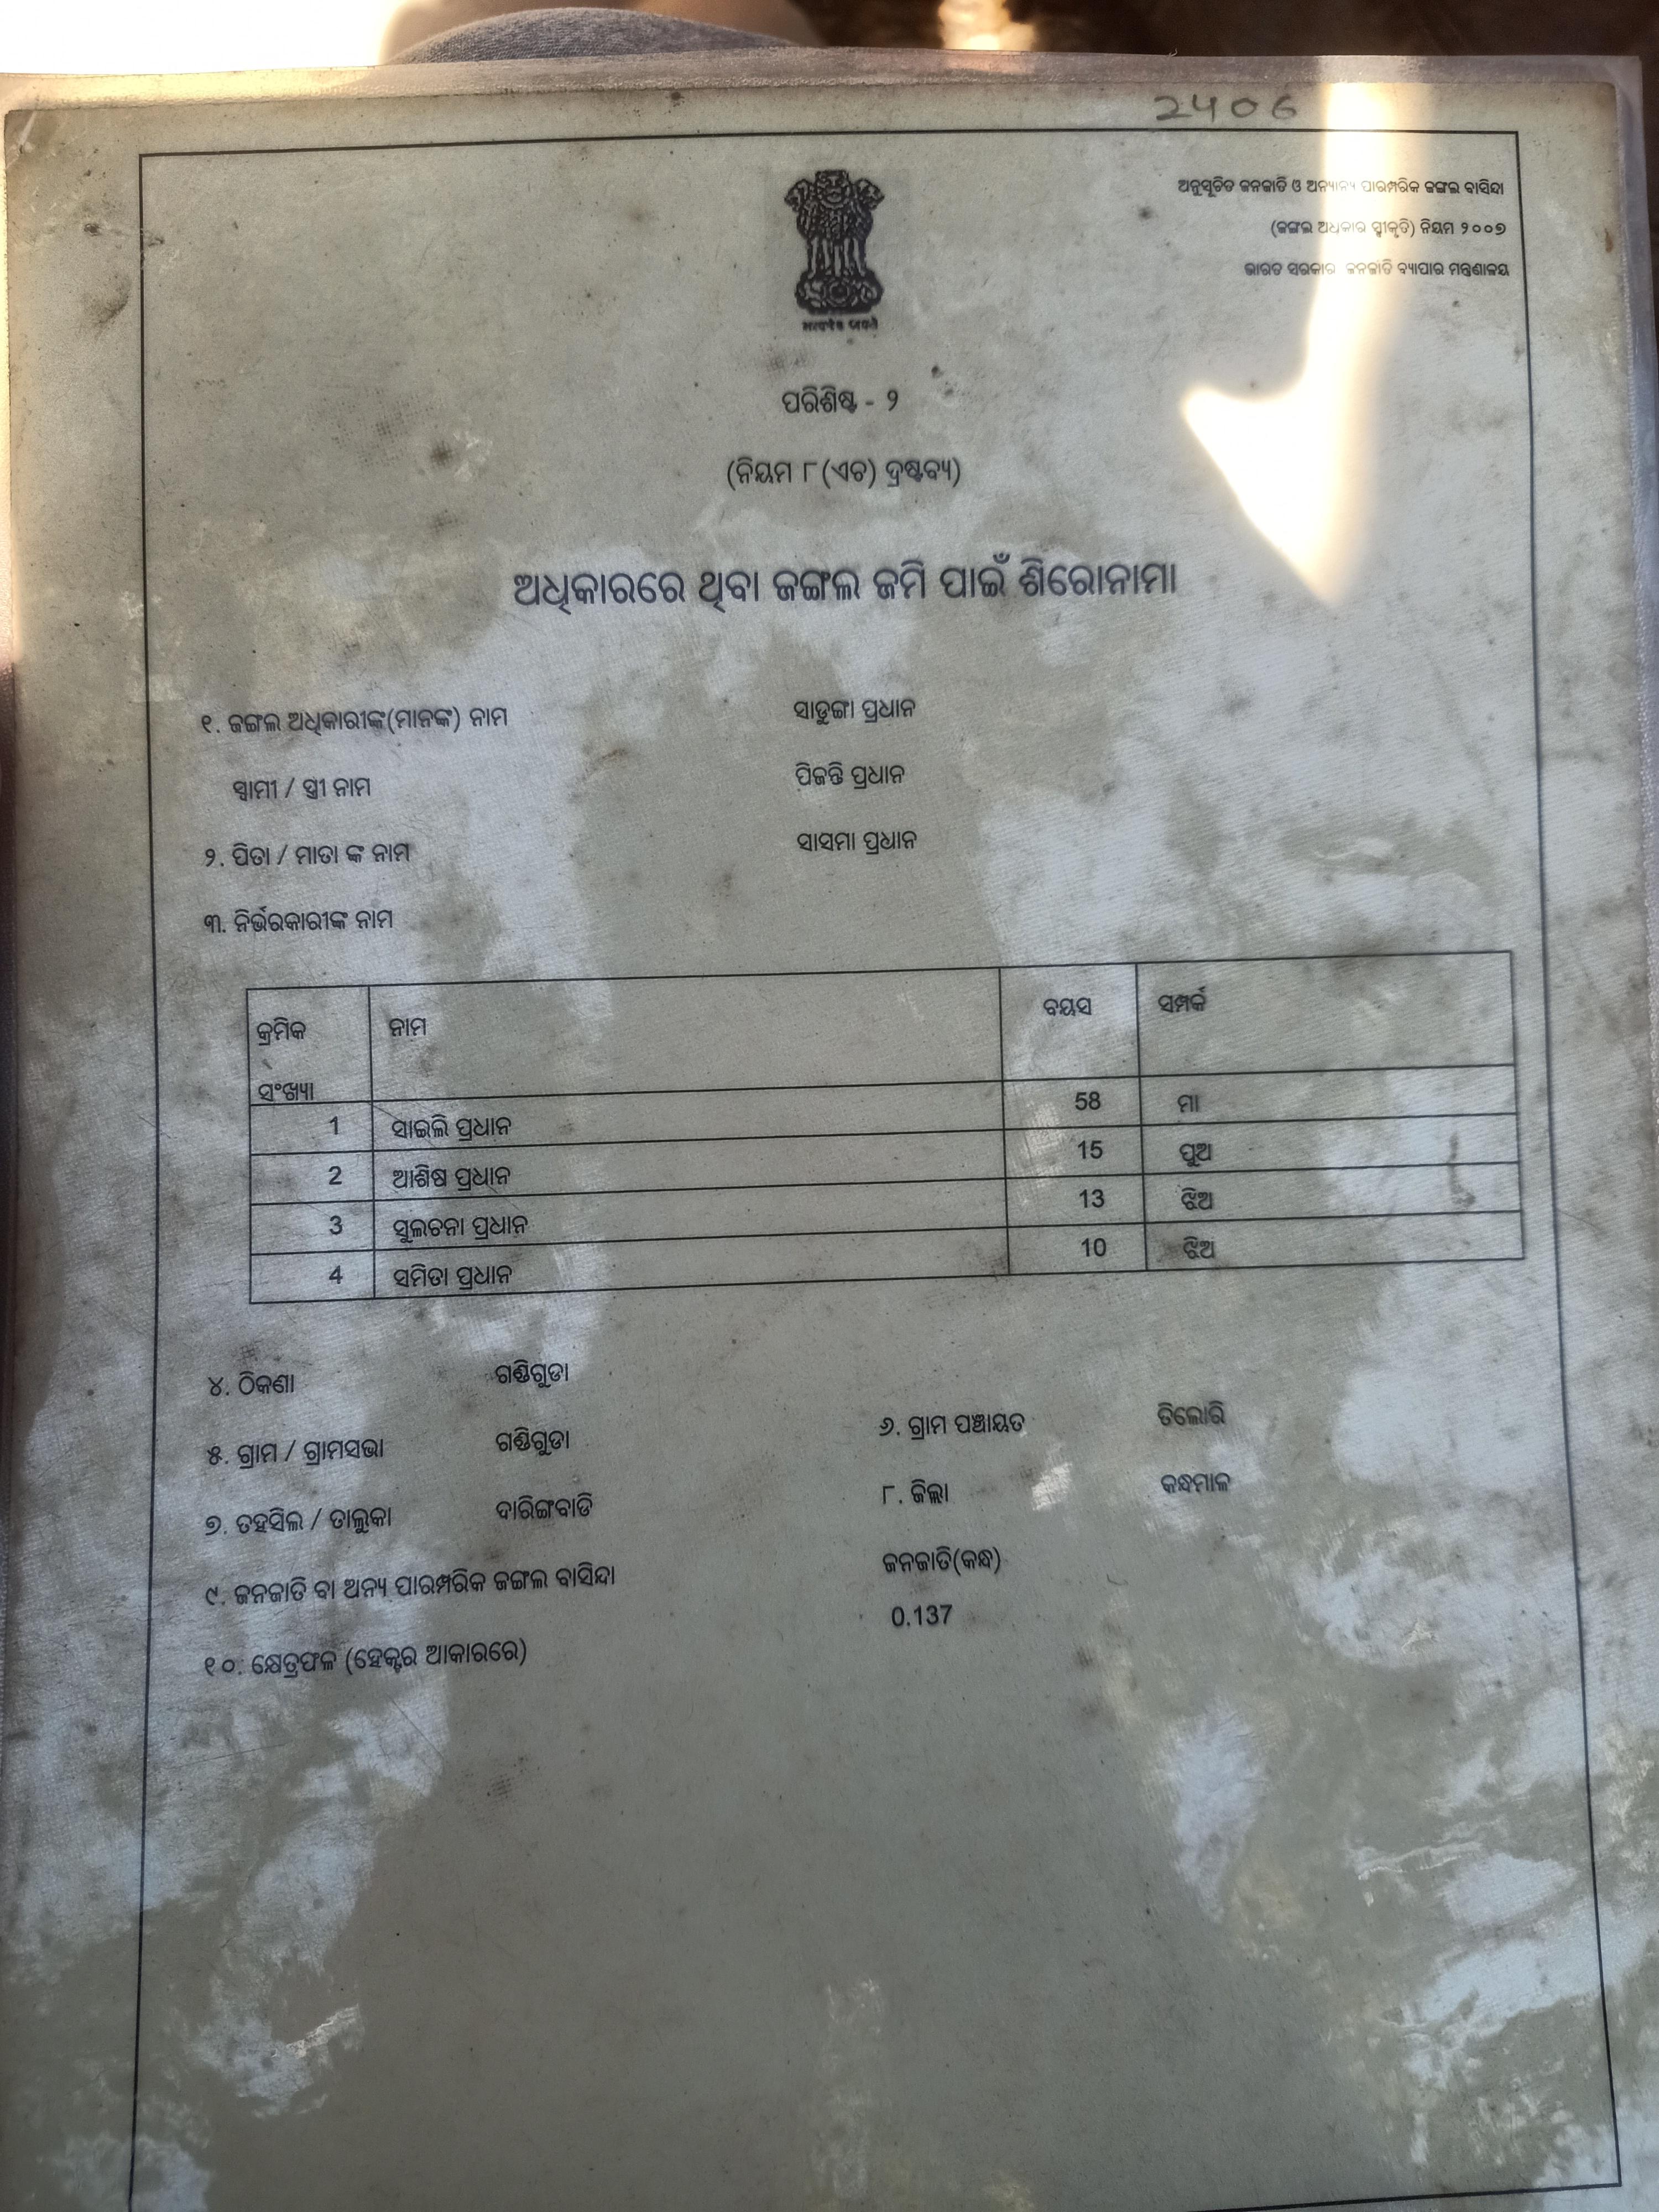 2406
ଅନୁସୂଚିତ ଜନଜାତି ଓ ଅନ୍ୟାନ୍ୟ ପାରମ୍ପରିକ ଜଙ୍ଗଲ ବାସିନ୍ଦା
(ଜଙ୍ଗଲ ଅଧିକାର ସ୍ୱୀକୃତି) ନିୟମ ୨୦୦୭
ଭାରତ ସରକାର ଜନଜାତି ବ୍ୟାପାର ମନ୍ତ୍ରଣାଳୟ
सत्यमेव जयते
ପରିଶିଷ୍ଟ - ୨
(ନିୟମ ୮(ଏଚ) ଦ୍ରଷ୍ଟବ୍ୟ)
ଅଧିକାରରେ ଥିବା ଜଙ୍ଗଲ ଜମି ପାଇଁ ଶିରୋନାମା
୧. ଜଙ୍ଗଲ ଅଧିକାରୀଙ୍କ(ମାନଙ୍କ) ନାମ ସାଡୁଙ୍ଗା ପ୍ରଧାନ
ସ୍ୱାମୀ / ସ୍ତ୍ରୀ ନାମ ପିଜନ୍ତି ପ୍ରଧାନ
୨. ପିତା / ମାତା ଙ୍କ ନାମ ସାସମା ପ୍ରଧାନ
୩. ନିର୍ଭରକାରୀଙ୍କ ନାମ
କ୍ରମିକ ସଂଖ୍ୟା ନାମ ବୟସ ସମ୍ପର୍କ
1 ସାଇଲି ପ୍ରଧାନ 58 ମା
2 ଆଶିଷ ପ୍ରଧାନ 15 ପୁଅ
3 ସୁଲଚନା ପ୍ରଧାନ 13 ଝିଅ
4 ସମିତା ପ୍ରଧାନ 10 ଝିଅ
୪. ଠିକଣା ଗଣ୍ଡିଗୁଡା
୫. ଗ୍ରାମ / ଗ୍ରାମସଭା ଗଣ୍ଡିଗୁଡା ୬. ଗ୍ରାମ ପଞ୍ଚାୟତ ତିଲୋରି
୭. ତହସିଲ / ତାଲୁକା ଦାରିଙ୍ଗବାଡି ୮. ଜିଲ୍ଲା କନ୍ଧମାଳ
୯. ଜନଜାତି ବା ଅନ୍ୟ ପାରମ୍ପରିକ ଜଙ୍ଗଲ ବାସିନ୍ଦା ଜନଜାତି(କନ୍ଧ)
୧୦. କ୍ଷେତ୍ରଫଳ (ହେକ୍ଟର ଆକାରରେ) 0.137